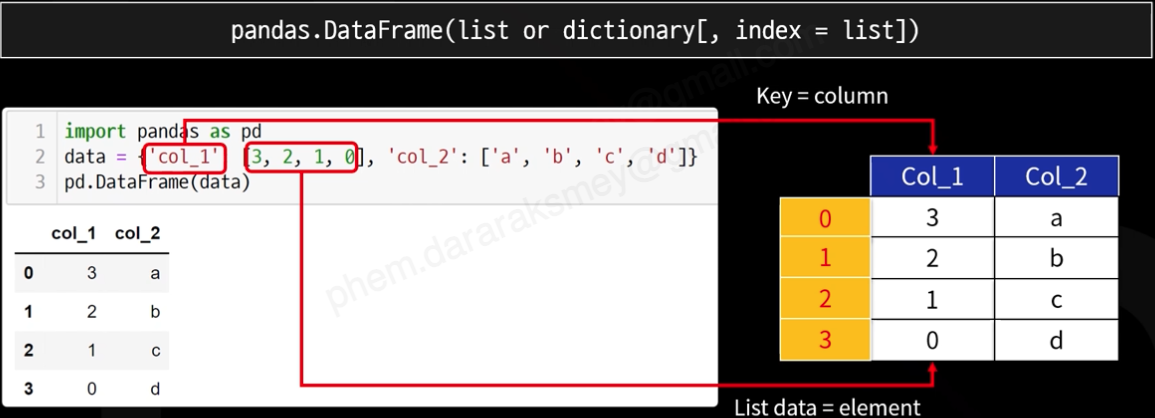 pandas.DataFrame(list or dictionary[, index = list])
Key = column
1 import pandas as pd
2 data = {'col_1' [3, 2, 1, 0], 'col_2': ['a', 'b', 'c', 'd']}
3 pd.DataFrame(data)
col_1 col_2
0 3 a
1 2 b
2 1 c
3 0 d
Col_1 Col_2
0 3 a
1 2 b
2 1 c
3 0 d
List data = element
phem.dararaksmey@gmail.com